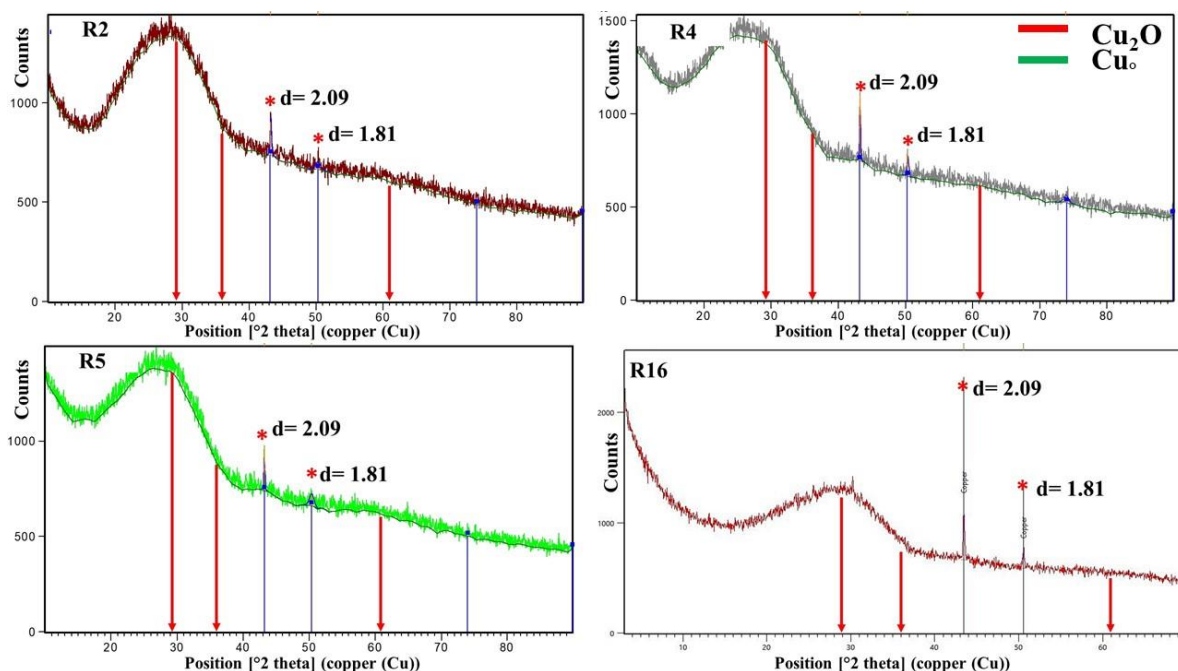 R2
Counts
1000
500
0
* d= 2.09
* d= 1.81
20 30 40 50 60 70 80
Position [°2 theta] (copper (Cu))
R4
Counts
1500
1000
500
0
* d= 2.09
* d= 1.81
Cu₂O
Cu°
20 30 40 50 60 70 80
Position [°2 theta] (copper (Cu))
R5
Counts
1000
500
0
* d= 2.09
* d= 1.81
20 30 40 50 60 70 80
Position [°2 theta] (copper (Cu))
R16
Counts
2000
1000
0
* d= 2.09
* d= 1.81
Copper
Copper
10 20 30 40 50 60
Position [°2 theta] (copper (Cu))